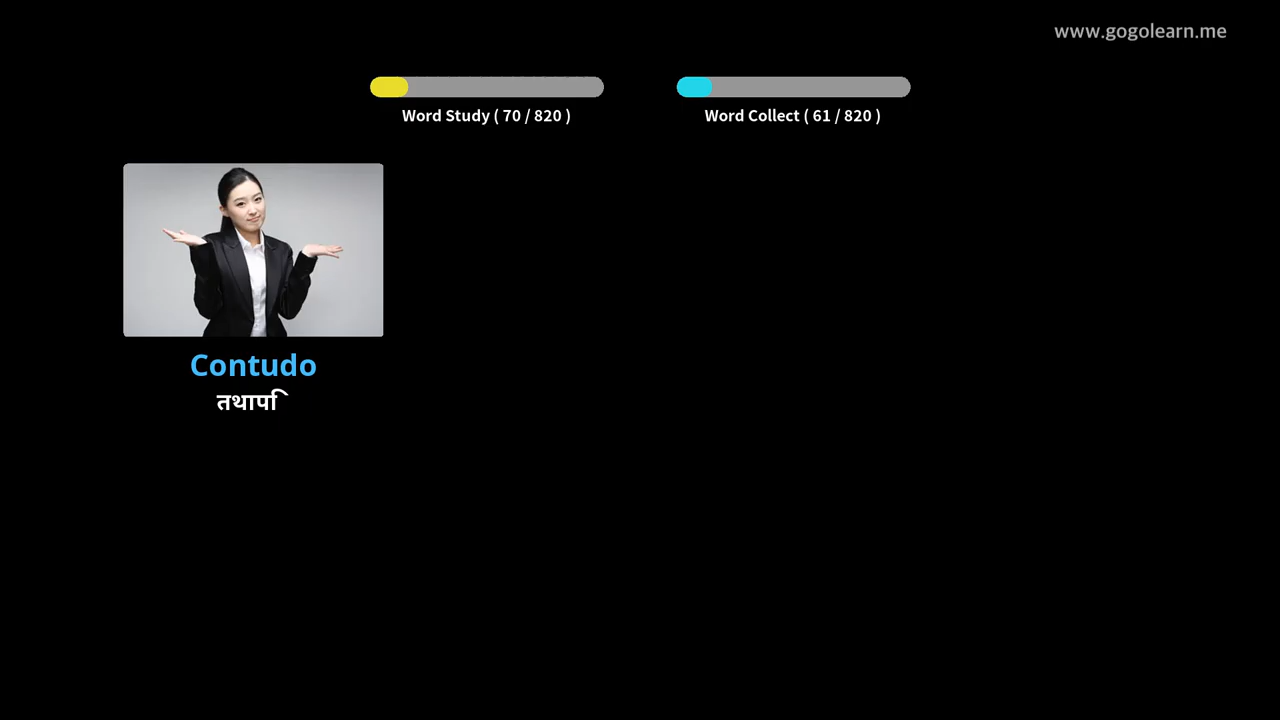 www.gogolearn.me
Word Study ( 70 / 820 )
Word Collect ( 61 / 820 )
Contudo
तथापि